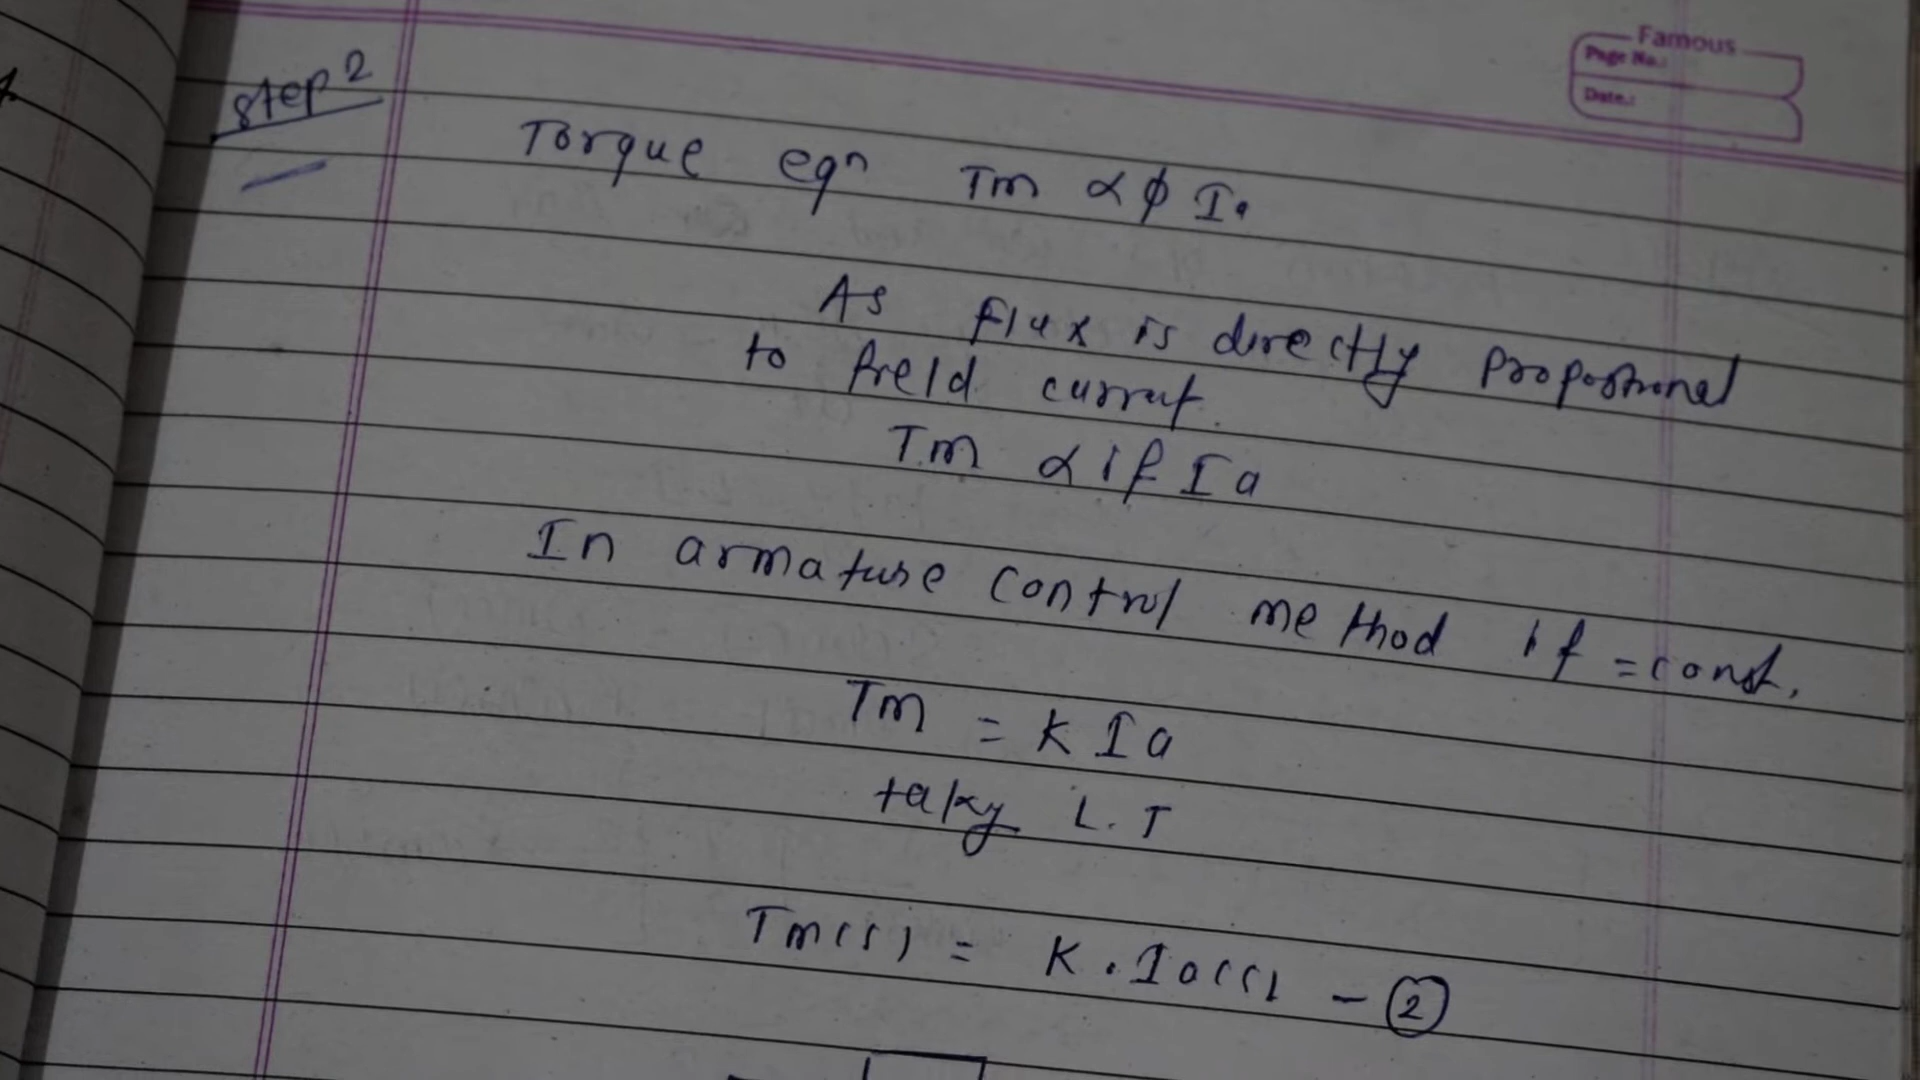 Famous
Page No.:
Date.:
step 2
Torque eqn Tm α ϕ Ia
As flux is directly proportional
to field current.
Tm α if Ia
In armature control method if = const.
Tm = K Ia
taky L.T
Tm(s) = K . Ia(s) - ②